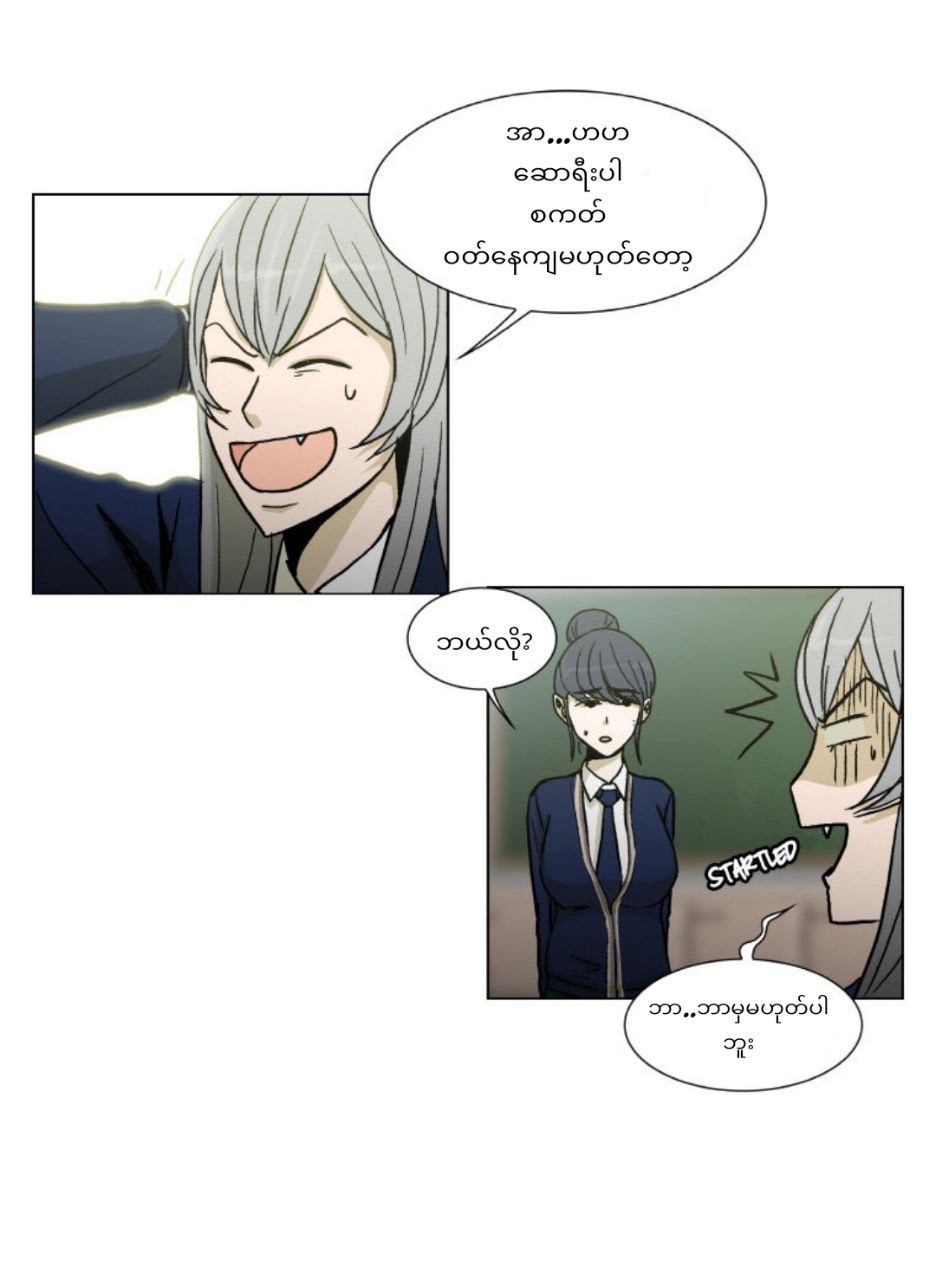 အာ...ဟဟ
ဆောရီးပါ
စကတ်
ဝတ်နေကျမဟုတ်တော့
ဘယ်လို?
STARTLED
ဘာ..ဘာမှမဟုတ်ပါ
ဘူး